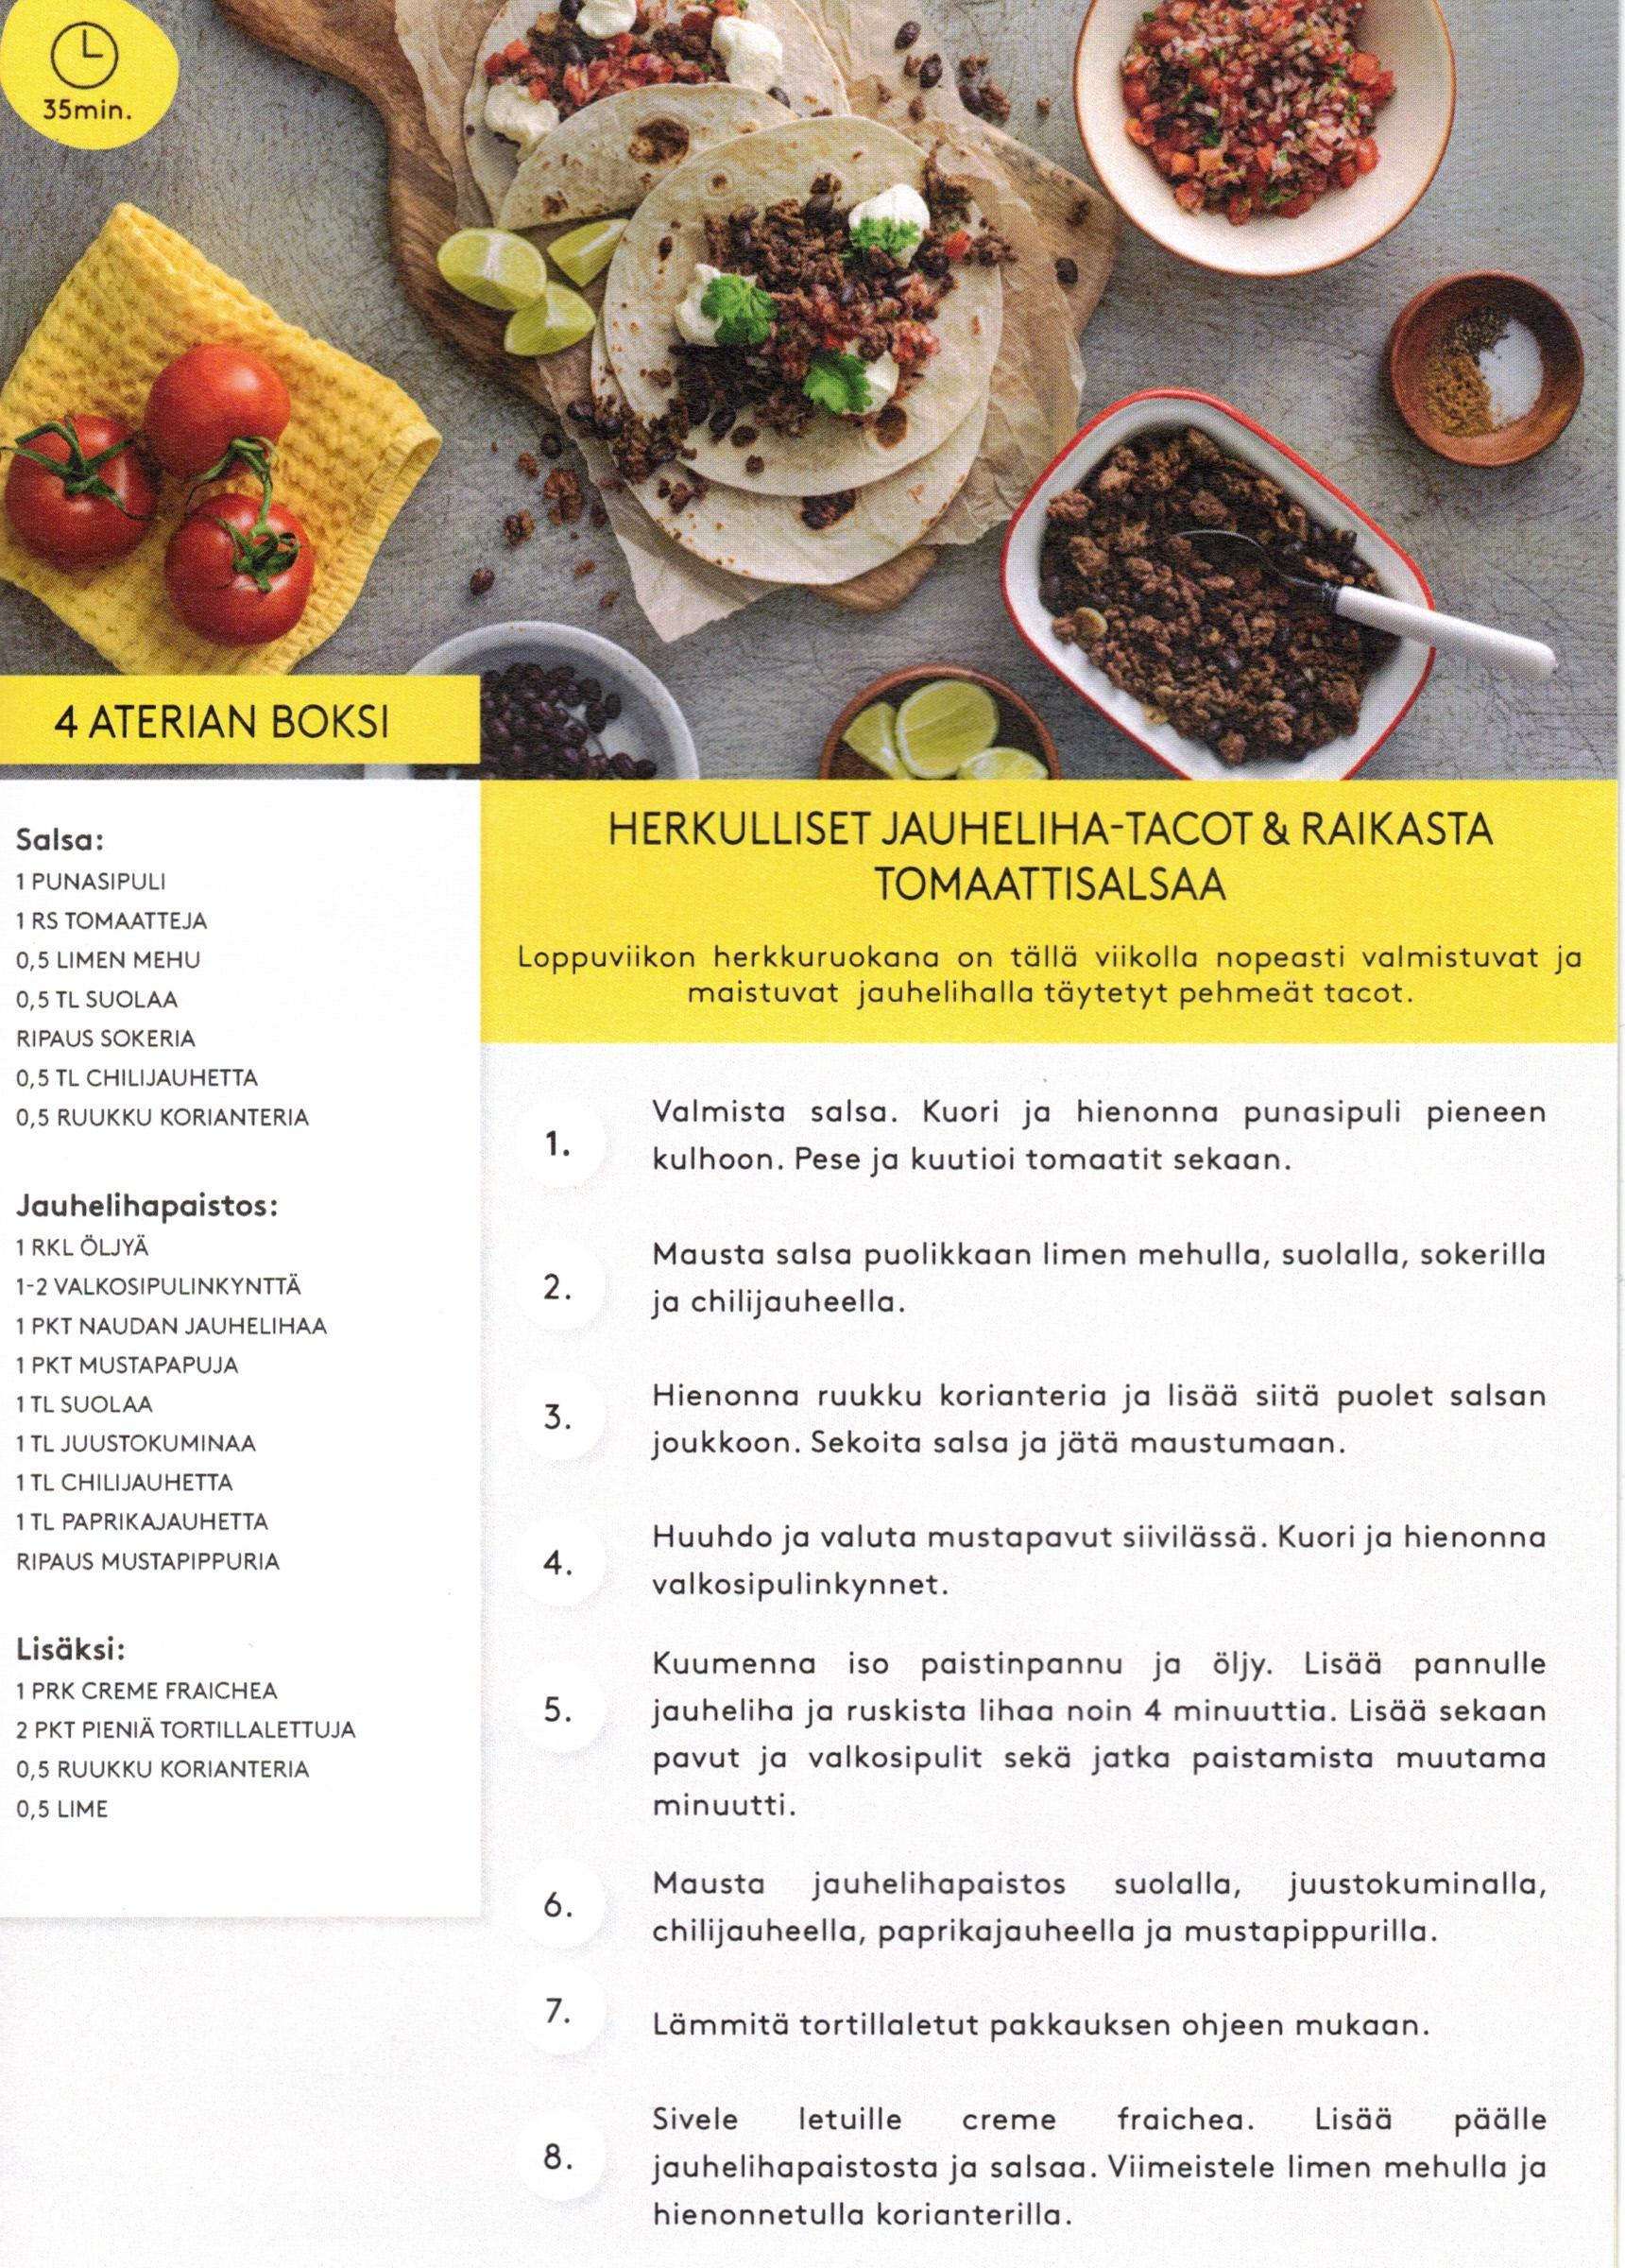 35min.
4 ATERIAN BOKSI
Salsa:
1 PUNASIPULI
1 RS TOMAATTEJA
0,5 LIMEN MEHU
0,5 TL SUOLAA
RIPAUS SOKERIA
0,5 TL CHILIJAUHETTA
0,5 RUUKKU KORIANTERIA
Jauhelihapaistos:
1 RKL ÖLJYÄ
1-2 VALKOSIPULINKYNTTÄ
1 PKT NAUDAN JAUHELIHAA
1 PKT MUSTAPAPUJA
1 TL SUOLAA
1 TL JUUSTOKUMINAA
1 TL CHILIJAUHETTA
1 TL PAPRIKAJAUHETTA
RIPAUS MUSTAPIPPURIA
Lisäksi:
1 PRK CREME FRAICHEA
2 PKT PIENIÄ TORTILLALETTUJA
0,5 RUUKKU KORIANTERIA
0,5 LIME
HERKULLISET JAUHELIHA-TACOT & RAIKASTA
TOMAATTISALSAA
Loppuviikon herkkuruokana on tällä viikolla nopeasti valmistuvat ja
maistuvat jauhelihalla täytetyt pehmeät tacot.
1. Valmista salsa. Kuori ja hienonna punasipuli pieneen
kulhoon. Pese ja kuutioi tomaatit sekaan.
2. Mausta salsa puolikkaan limen mehulla, suolalla, sokerilla
ja chilijauheella.
3. Hienonna ruukku korianteria ja lisää siitä puolet salsan
joukkoon. Sekoita salsa ja jätä maustumaan.
4. Huuhdo ja valuta mustapavut siivilässä. Kuori ja hienonna
valkosipulinkynnet.
5. Kuumenna iso paistinpannu ja öljy. Lisää pannulle
jauheliha ja ruskista lihaa noin 4 minuuttia. Lisää sekaan
pavut ja valkosipulit sekä jatka paistamista muutama
minuutti.
6. Mausta jauhelihapaistos suolalla, juustokuminalla,
chilijauheella, paprikajauheella ja mustapippurilla.
7. Lämmitä tortillaletut pakkauksen ohjeen mukaan.
8. Sivele letuille creme fraichea. Lisää päälle
jauhelihapaistosta ja salsaa. Viimeistele limen mehulla ja
hienonnetulla korianterilla.